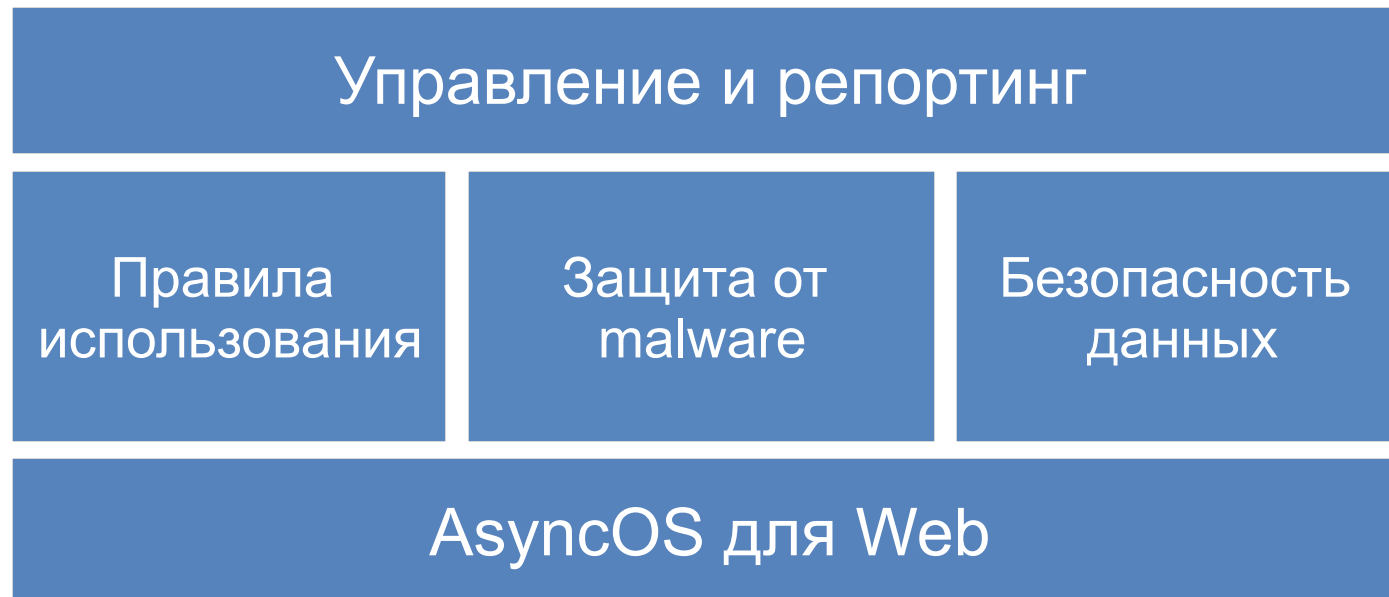 Управление и репортинг
Правила
использования
Защита от
malware
Безопасность
данных
AsyncOS для Web